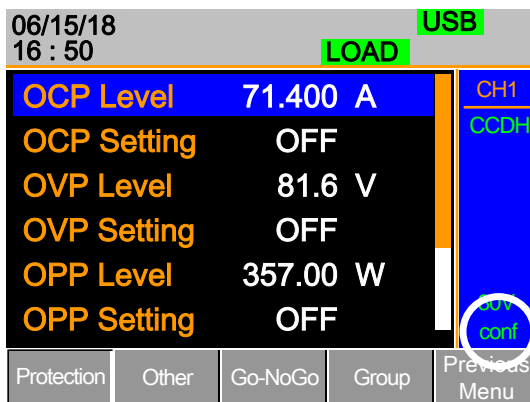 06/15/18
USB
16 : 50
LOAD
OCP Level 71.400 A
OCP Setting OFF
OVP Level 81.6 V
OVP Setting OFF
OPP Level 357.00 W
OPP Setting OFF
CH1
CCDH
80V
conf
Protection
Other
Go-NoGo
Group
Previous
Menu